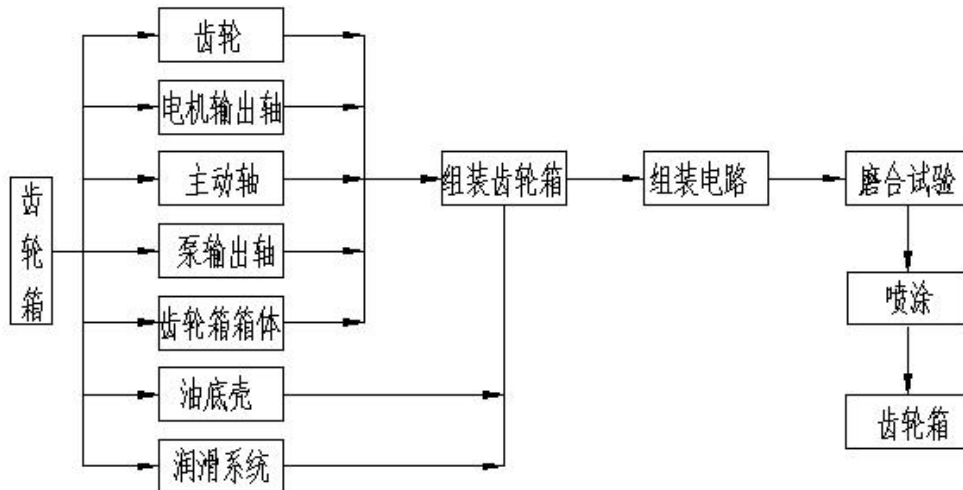 齿轮
电机输出轴
主动轴
泵输出轴
齿轮箱箱体
油底壳
润滑系统
齿轮箱
组装齿轮箱
组装电路
磨合试验
喷涂
齿轮箱